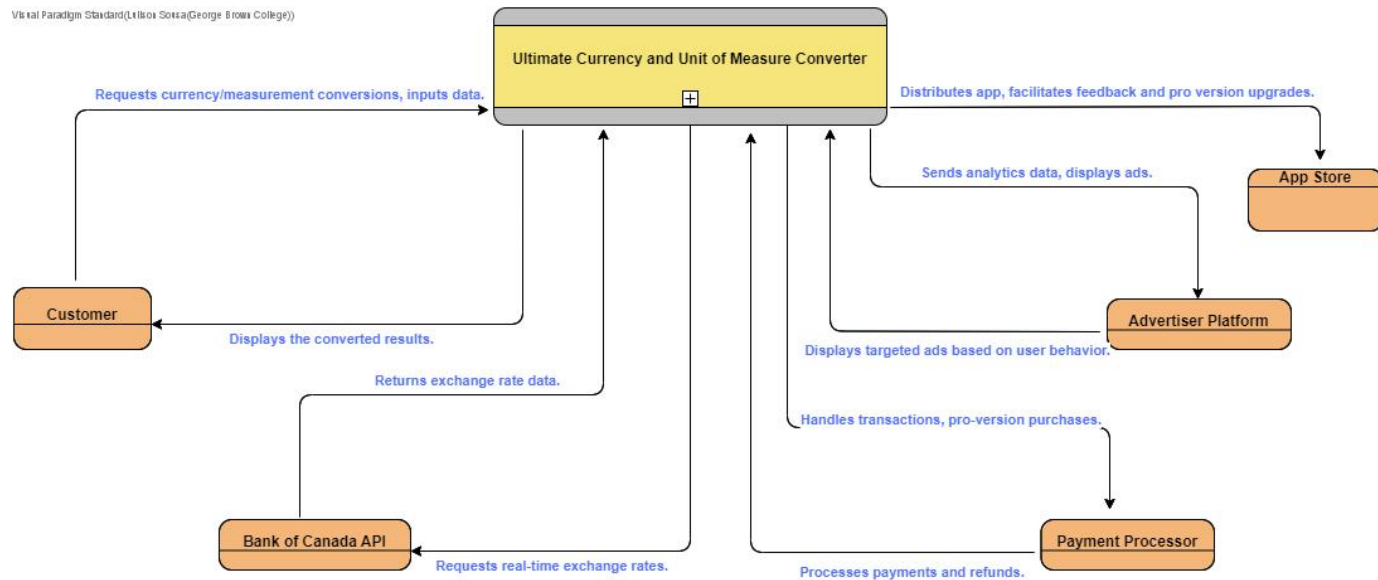 Visual Paradigm Standard(Lulison Sousa(George Brown College))
Ultimate Currency and Unit of Measure Converter
Requests currency/measurement conversions, inputs data.
Distributes app, facilitates feedback and pro version upgrades.
Sends analytics data, displays ads.
App Store
Customer
Advertiser Platform
Displays the converted results.
Displays targeted ads based on user behavior.
Returns exchange rate data.
Handles transactions, pro-version purchases.
Bank of Canada API
Payment Processor
Requests real-time exchange rates.
Processes payments and refunds.